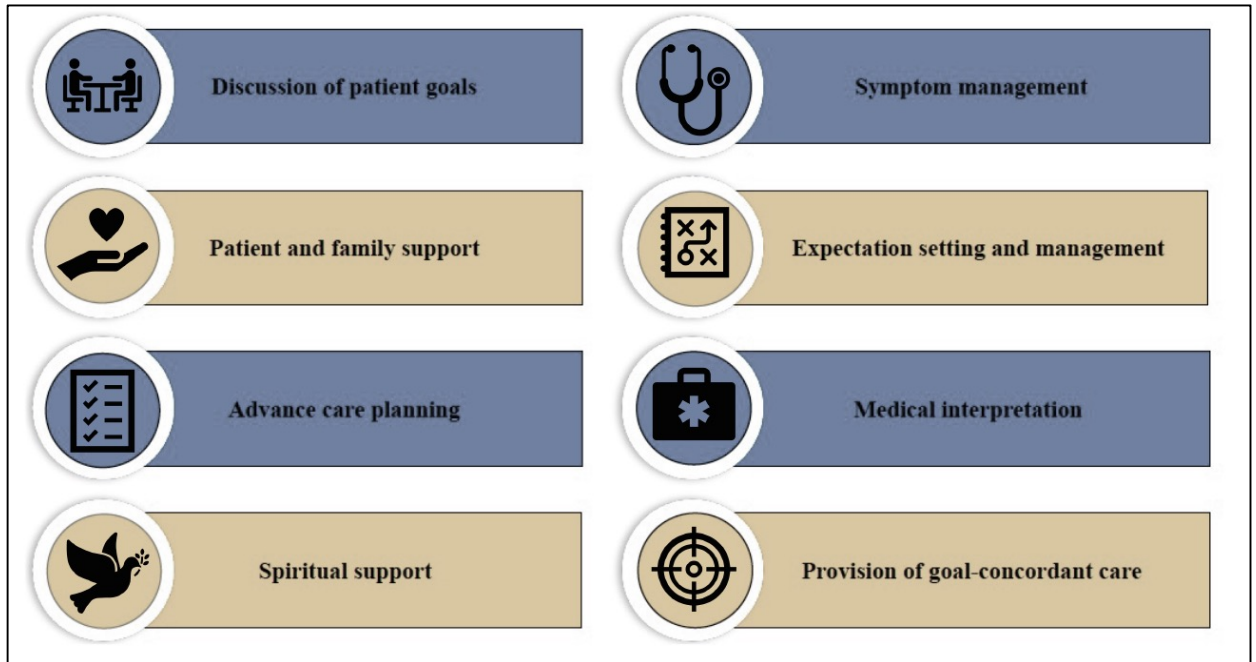 Discussion of patient goals
Symptom management
Patient and family support
Expectation setting and management
Advance care planning
Medical interpretation
Spiritual support
Provision of goal-concordant care